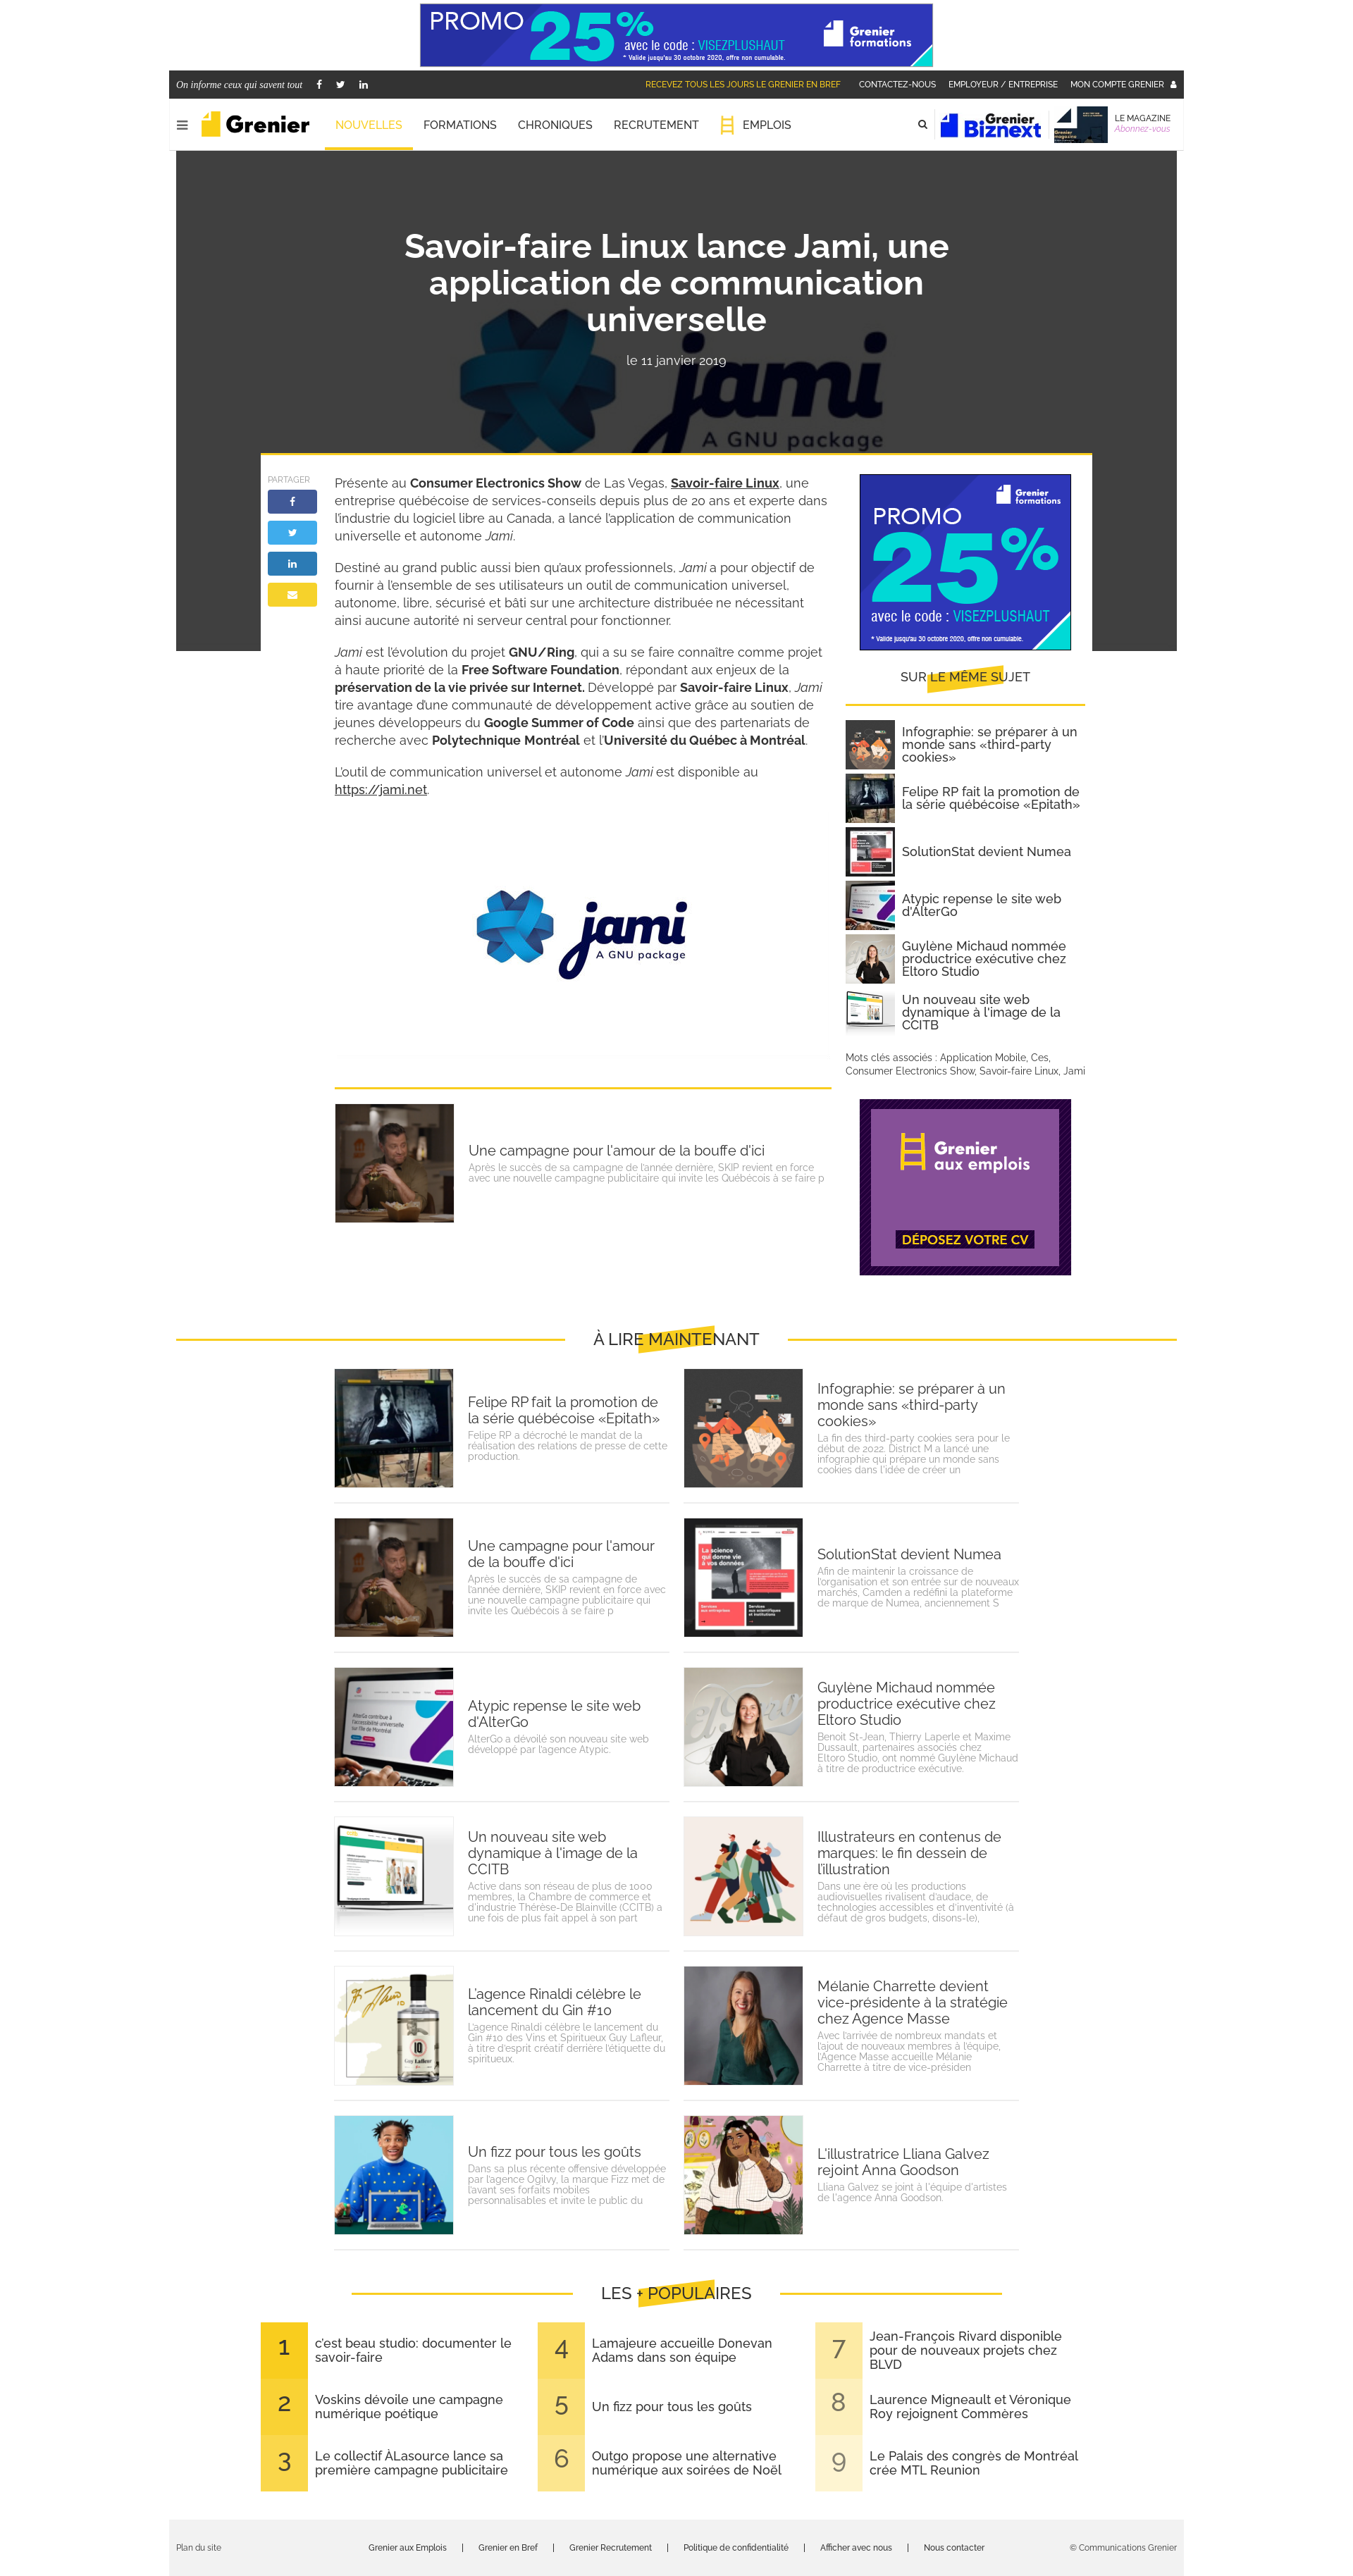 PROMO 25% avec le code : VISEZPLUSHAUT
* Valide jusqu'au 30 octobre 2020, offre non cumulable.
Grenier
formations
On informe ceux qui savent tout
RECEVEZ TOUS LES JOURS LE GRENIER EN BREF
CONTACTEZ-NOUS
EMPLOYEUR / ENTREPRISE
MON COMPTE GRENIER
Grenier
NOUVELLES
FORMATIONS
CHRONIQUES
RECRUTEMENT
EMPLOIS
Grenier
Biznext
LE MAGAZINE
Abonnez-vous
Savoir-faire Linux lance Jami, une
application de communication
universelle
le 11 janvier 2019
jami
A GNU package
PARTAGER
Présente au Consumer Electronics Show de Las Vegas, Savoir-faire Linux, une
entreprise québécoise de services-conseils depuis plus de 20 ans et experte dans
l'industrie du logiciel libre au Canada, a lancé l'application de communication
universelle et autonome Jami.
Destiné au grand public aussi bien qu'aux professionnels, Jami a pour objectif de
fournir à l'ensemble de ses utilisateurs un outil de communication universel,
autonome, libre, sécurisé et bâti sur une architecture distribuée ne nécessitant
ainsi aucune autorité ni serveur central pour fonctionner.
Jami est l'évolution du projet GNU/Ring, qui a su se faire connaître comme projet
à haute priorité de la Free Software Foundation, répondant aux enjeux de la
préservation de la vie privée sur Internet. Développé par Savoir-faire Linux, Jami
tire avantage d'une communauté de développement active grâce au soutien de
jeunes développeurs du Google Summer of Code ainsi que des partenariats de
recherche avec Polytechnique Montréal et l'Université du Québec à Montréal.
L'outil de communication universel et autonome Jami est disponible au
https://jami.net.
jami
A GNU package
Une campagne pour l'amour de la bouffe d'ici
Après le succès de sa campagne de l'année dernière, SKIP revient en force
avec une nouvelle campagne publicitaire qui invite les Québécois à se faire p
Grenier
formations
PROMO
25%
avec le code : VISEZPLUSHAUT
* Valide jusqu'au 30 octobre 2020, offre non cumulable.
SUR LE MÊME SUJET
Infographie: se préparer à un
monde sans «third-party
cookies»
Felipe RP fait la promotion de
la série québécoise «Epitath»
SolutionStat devient Numea
Atypic repense le site web
d'AlterGo
Guylène Michaud nommée
productrice exécutive chez
Eltoro Studio
Un nouveau site web
dynamique à l'image de la
CCITB
Mots clés associés : Application Mobile, Ces,
Consumer Electronics Show, Savoir-faire Linux, Jami
Grenier
aux emplois
DÉPOSEZ VOTRE CV
À LIRE MAINTENANT
Felipe RP fait la promotion de
la série québécoise «Epitath»
Felipe RP a décroché le mandat de la
réalisation des relations de presse de cette
production.
Infographie: se préparer à un
monde sans «third-party
cookies»
La fin des third-party cookies sera pour le
début de 2022. District M a lancé une
infographie qui prépare un monde sans
cookies dans l'idée de créer un
Une campagne pour l'amour
de la bouffe d'ici
Après le succès de sa campagne de
l'année dernière, SKIP revient en force avec
une nouvelle campagne publicitaire qui
invite les Québécois à se faire p
La science
qui donne vie
à vos données
SolutionStat devient Numea
Afin de maintenir la croissance de
l'organisation et son entrée sur de nouveaux
marchés, Camden a redéfini la plateforme
de marque de Numea, anciennement S
Atypic repense le site web
d'AlterGo
AlterGo a dévoilé son nouveau site web
développé par l'agence Atypic.
Guylène Michaud nommée
productrice exécutive chez
Eltoro Studio
Benoit St-Jean, Thierry Laperle et Maxime
Dussault, partenaires associés chez
Eltoro Studio, ont nommé Guylène Michaud
à titre de productrice exécutive.
Un nouveau site web
dynamique à l'image de la
CCITB
Active dans son réseau de plus de 1000
membres, la Chambre de commerce et
d'industrie Thérèse-De Blainville (CCITB) a
une fois de plus fait appel à son part
Illustrateurs en contenus de
marques: le fin dessein de
l'illustration
Dans une ère où les productions
audiovisuelles rivalisent d'audace, de
technologies accessibles et d'inventivité (à
défaut de gros budgets, disons-le),
L'agence Rinaldi célèbre le
lancement du Gin #10
L'agence Rinaldi célèbre le lancement du
Gin #10 des Vins et Spiritueux Guy Lafleur,
à titre d'esprit créatif derrière l'étiquette du
spiritueux.
Mélanie Charrette devient
vice-présidente à la stratégie
chez Agence Masse
Avec l'arrivée de nombreux mandats et
l'ajout de nouveaux membres à l'équipe,
l'Agence Masse accueille Mélanie
Charrette à titre de vice-présiden
Un fizz pour tous les goûts
Dans sa plus récente offensive développée
par l'agence Ogilvy, la marque Fizz met de
l'avant ses forfaits mobiles
personnalisables et invite le public du
L'illustratrice Lliana Galvez
rejoint Anna Goodson
Lliana Galvez se joint à l'équipe d'artistes
de l'agence Anna Goodson.
LES + POPULAIRES
1 c'est beau studio: documenter le
savoir-faire
2 Voskins dévoile une campagne
numérique poétique
3 Le collectif ÀLasource lance sa
première campagne publicitaire
4 Lamajeure accueille Donevan
Adams dans son équipe
5 Un fizz pour tous les goûts
6 Outgo propose une alternative
numérique aux soirées de Noël
7 Jean-François Rivard disponible
pour de nouveaux projets chez
BLVD
8 Laurence Migneault et Véronique
Roy rejoignent Commères
9 Le Palais des congrès de Montréal
crée MTL Reunion
Plan du site
Grenier aux Emplois | Grenier en Bref | Grenier Recrutement | Politique de confidentialité | Afficher avec nous | Nous contacter
© Communications Grenier